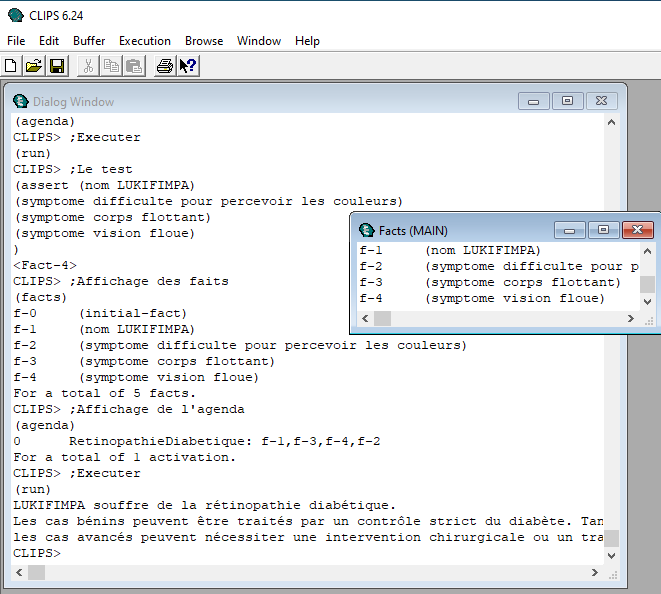 CLIPS 6.24
File Edit Buffer Execution Browse Window Help
Dialog Window
(agenda)
CLIPS> ;Executer
(run)
CLIPS> ;Le test
(assert (nom LUKIFIMPA)
(symptome difficulte pour percevoir les couleurs)
(symptome corps flottant)
(symptome vision floue)
)
<Fact-4>
CLIPS> ;Affichage des faits
(facts)
f-0 (initial-fact)
f-1 (nom LUKIFIMPA)
f-2 (symptome difficulte pour percevoir les couleurs)
f-3 (symptome corps flottant)
f-4 (symptome vision floue)
For a total of 5 facts.
CLIPS> ;Affichage de l'agenda
(agenda)
0 RetinopathieDiabetique: f-1,f-3,f-4,f-2
For a total of 1 activation.
CLIPS> ;Executer
(run)
LUKIFIMPA souffre de la rétinopathie diabétique.
Les cas bénins peuvent être traités par un contrôle strict du diabète. Tan
les cas avancés peuvent nécessiter une intervention chirurgicale ou un tra
CLIPS>
Facts (MAIN)
f-1 (nom LUKIFIMPA)
f-2 (symptome difficulte pour p
f-3 (symptome corps flottant)
f-4 (symptome vision floue)